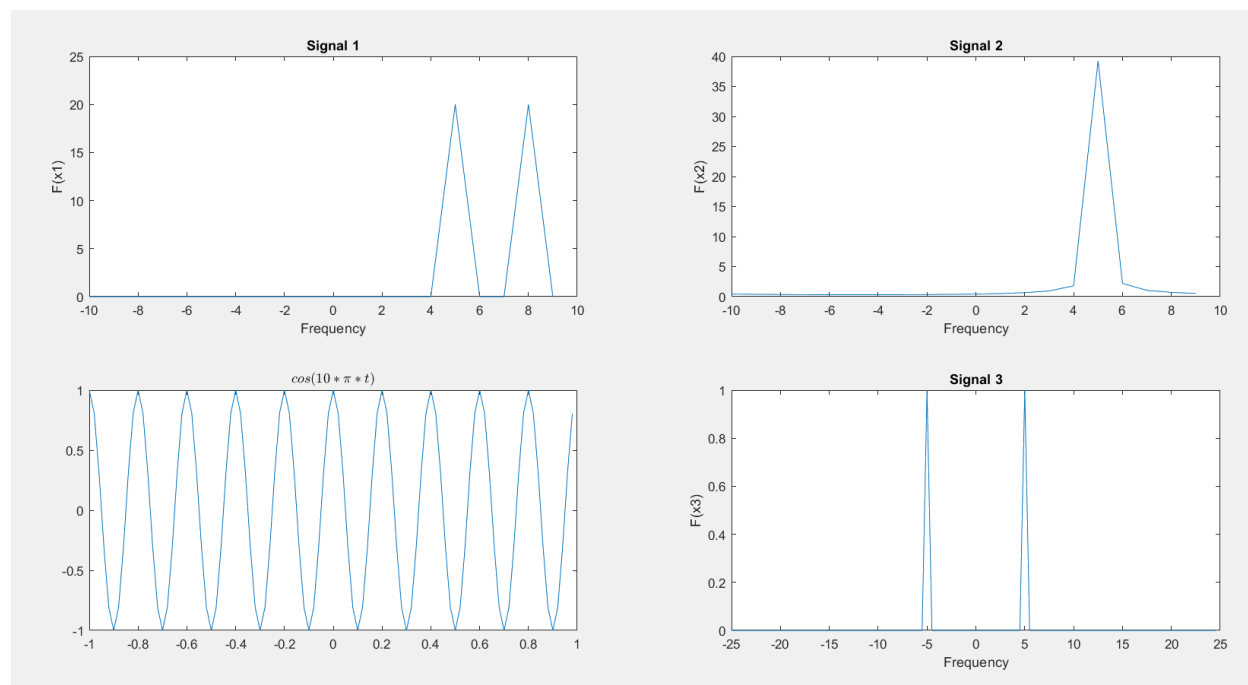 Signal 1
25
20
15
10
5
0
F(x1)
-10 -8 -6 -4 -2 0 2 4 6 8 10
Frequency
Signal 2
40
35
30
25
20
15
10
5
0
F(x2)
-10 -8 -6 -4 -2 0 2 4 6 8 10
Frequency
cos(10 ∗ π ∗ t)
1
0.5
0
-0.5
-1
-1 -0.8 -0.6 -0.4 -0.2 0 0.2 0.4 0.6 0.8 1
Signal 3
1
0.8
0.6
0.4
0.2
0
F(x3)
-25 -20 -15 -10 -5 0 5 10 15 20 25
Frequency